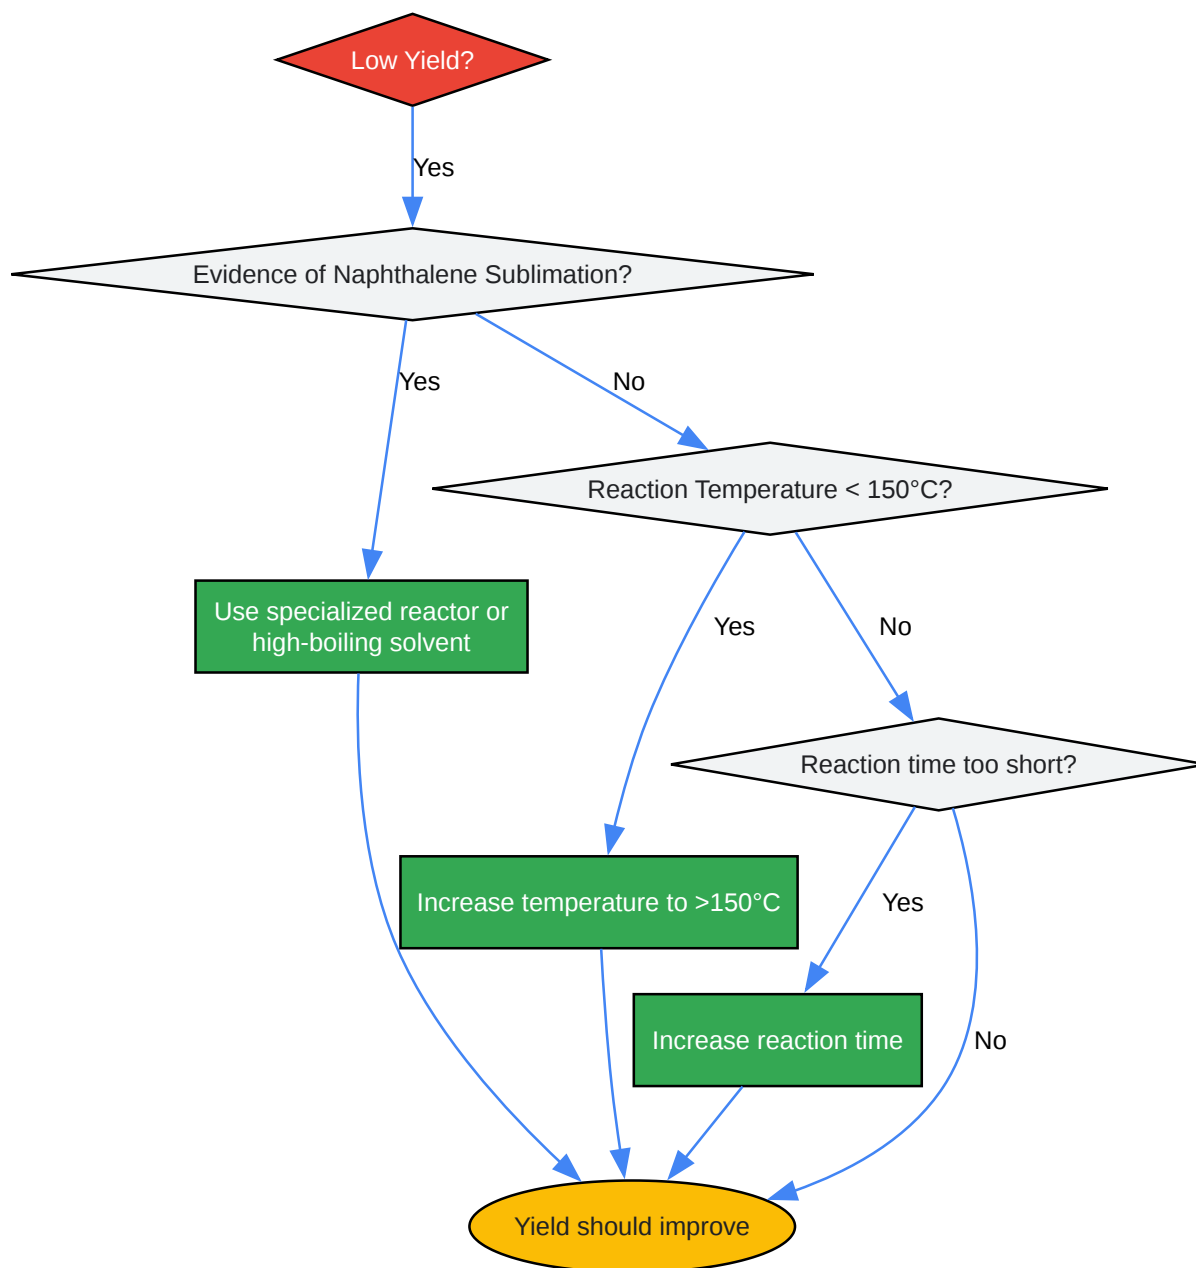 Low Yield?
Yes
Evidence of Naphthalene Sublimation?
Yes
No
Reaction Temperature < 150°C?
Use specialized reactor or
high-boiling solvent
Yes
No
Reaction time too short?
Increase temperature to >150°C
Yes
Increase reaction time
No
Yield should improve